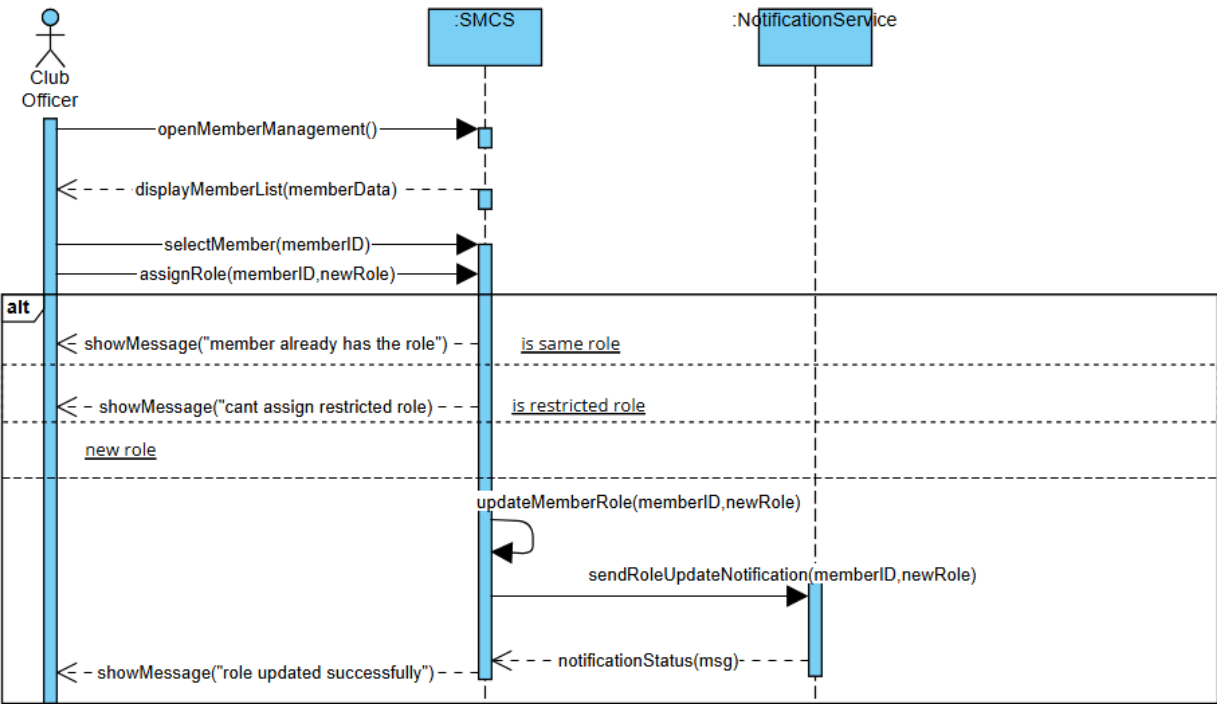 :SMCS
:NotificationService
Club
Officer
openMemberManagement()
displayMemberList(memberData)
selectMember(memberID)
assignRole(memberID,newRole)
alt
showMessage("member already has the role")
is same role
showMessage("cant assign restricted role)
is restricted role
new role
updateMemberRole(memberID,newRole)
sendRoleUpdateNotification(memberID,newRole)
notificationStatus(msg)
showMessage("role updated successfully")